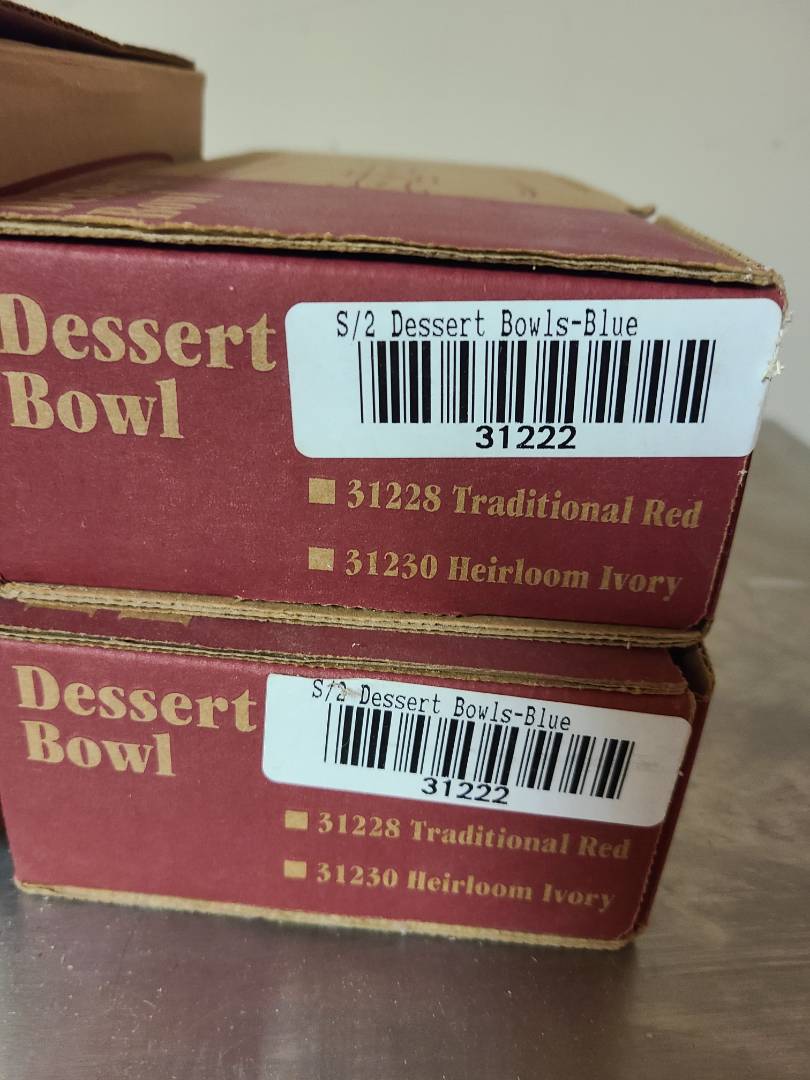 Bowl
Dessert
Bowl
S/2 Dessert Bowls-Blue
31222
31228 Traditional Red
31230 Heirloom Ivory
Dessert
Bowl
S/2 Dessert Bowls-Blue
31222
31228 Traditional Red
31230 Heirloom Ivory